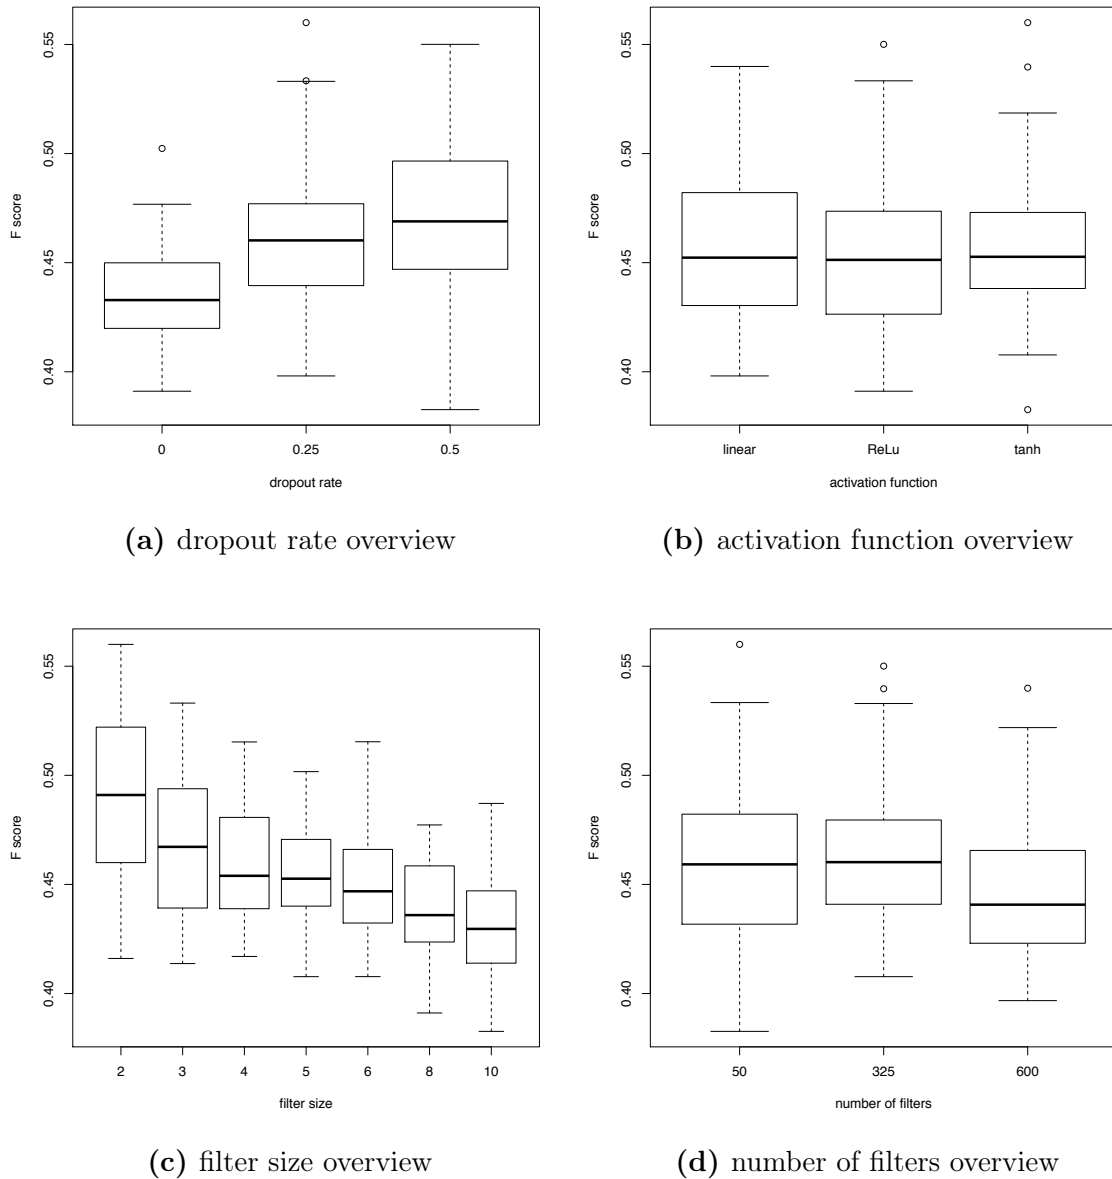 0.55
0.50
F score
0.45
0.40
0 0.25 0.5
dropout rate
(a) dropout rate overview
0.55
0.50
F score
0.45
0.40
linear ReLu tanh
activation function
(b) activation function overview
0.55
0.50
F score
0.45
0.40
2 3 4 5 6 8 10
filter size
(c) filter size overview
0.55
0.50
F score
0.45
0.40
50 325 600
number of filters
(d) number of filters overview